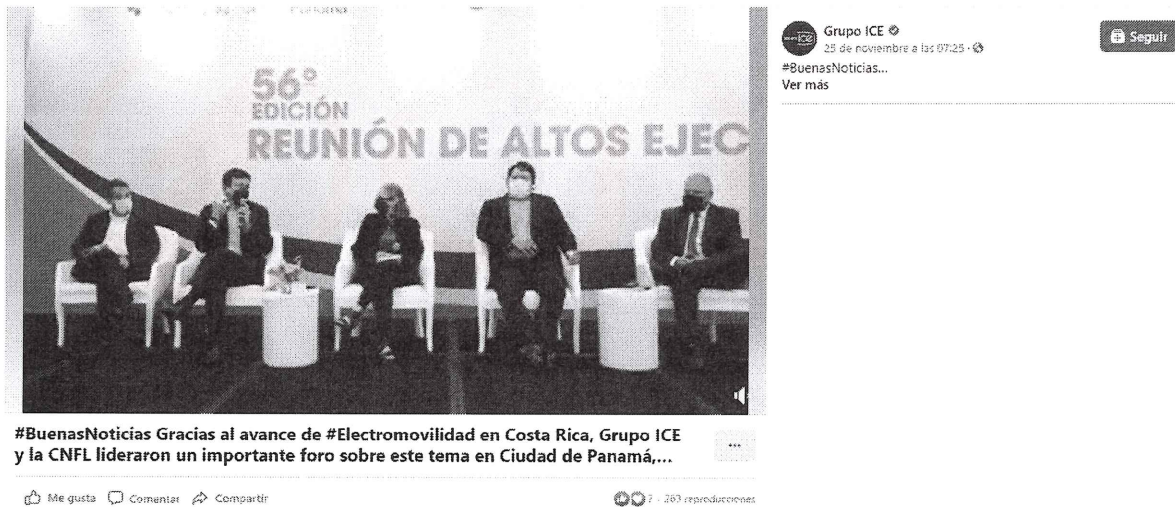 56°
EDICIÓN
REUNIÓN DE ALTOS EJEC
Grupo ICE
25 de noviembre a las 07:25
#BuenasNoticias...
Ver más
Seguir
#BuenasNoticias Gracias al avance de #Electromovilidad en Costa Rica, Grupo ICE
y la CNFL lideraron un importante foro sobre este tema en Ciudad de Panamá,...
Me gusta Comentar Compartir
263 reproducciones